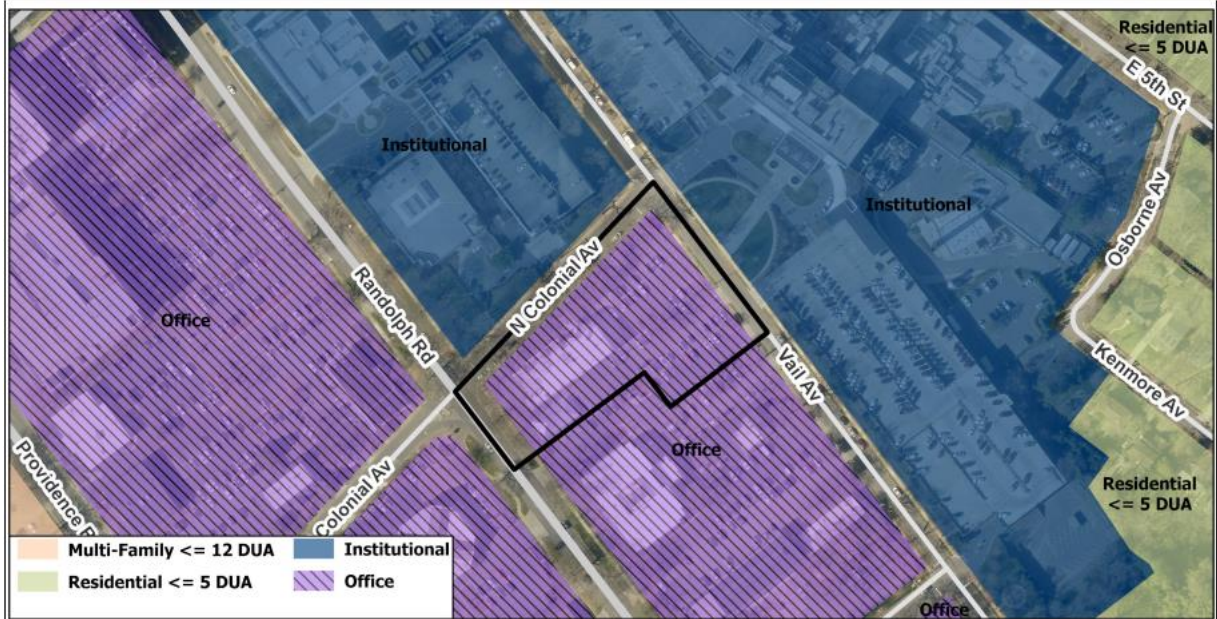 Residential
<= 5 DUA
E 5th St
Institutional
Osborne Av
Institutional
N Colonial Av
Randolph Rd
Office
Vail Av
Kenmore Av
Office
Providence R
Colonial Av
Residential
<= 5 DUA
Multi-Family <= 12 DUA
Institutional
Residential <= 5 DUA
Office
Office